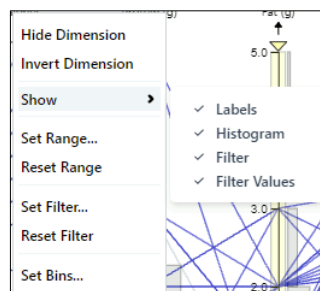 Fat (g)
5.0
Hide Dimension
Invert Dimension
Show
Labels
Histogram
Filter
Filter Values
Set Range...
Reset Range
3.0
Set Filter...
Reset Filter
Set Bins...
2.0